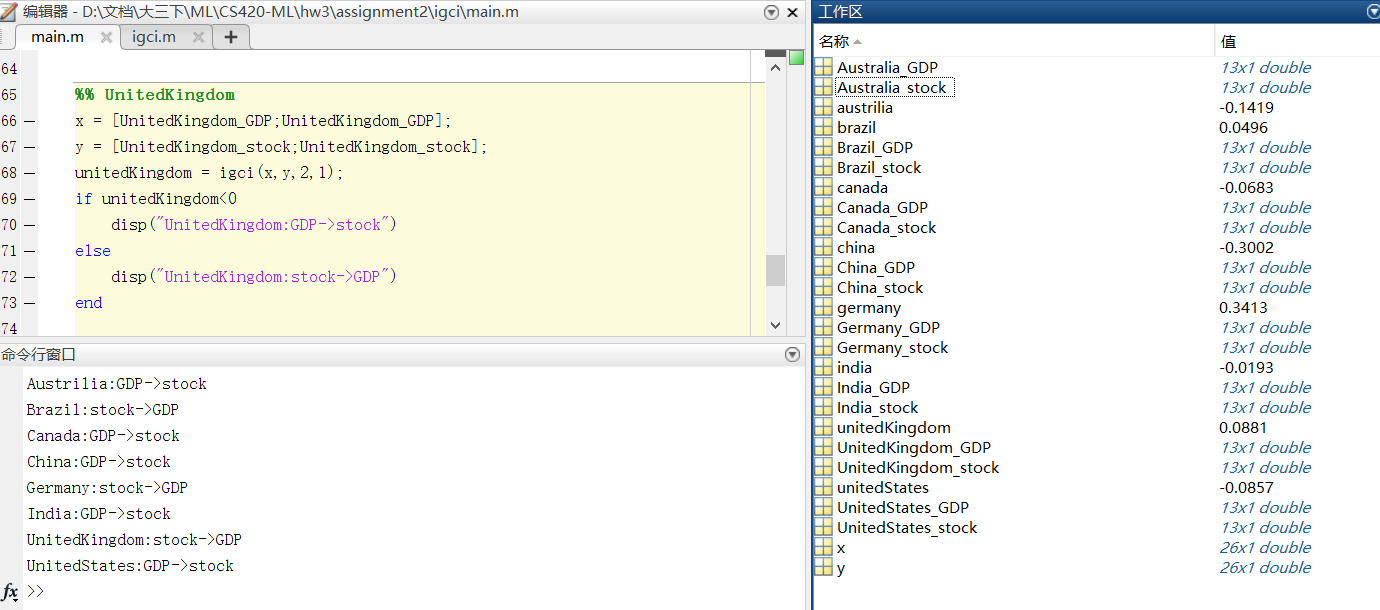 编辑器 - D:\文档\大三下\ML\CS420-ML\hw3\assignment2\igci\main.m
main.m × igci.m × +
64
65 %% UnitedKingdom
66 — x = [UnitedKingdom_GDP;UnitedKingdom_GDP];
67 — y = [UnitedKingdom_stock;UnitedKingdom_stock];
68 — unitedKingdom = igci(x,y,2,1);
69 — if unitedKingdom<0
70 — disp("UnitedKingdom:GDP->stock")
71 — else
72 — disp("UnitedKingdom:stock->GDP")
73 — end
74
命令行窗口
Austrilia:GDP->stock
Brazil:stock->GDP
Canada:GDP->stock
China:GDP->stock
Germany:stock->GDP
India:GDP->stock
UnitedKingdom:stock->GDP
UnitedStates:GDP->stock
fx >>
工作区
名称 值
Australia_GDP 13x1 double
Australia_stock 13x1 double
austrilia -0.1419
brazil 0.0496
Brazil_GDP 13x1 double
Brazil_stock 13x1 double
canada -0.0683
Canada_GDP 13x1 double
Canada_stock 13x1 double
china -0.3002
China_GDP 13x1 double
China_stock 13x1 double
germany 0.3413
Germany_GDP 13x1 double
Germany_stock 13x1 double
india -0.0193
India_GDP 13x1 double
India_stock 13x1 double
unitedKingdom 0.0881
UnitedKingdom_GDP 13x1 double
UnitedKingdom_stock 13x1 double
unitedStates -0.0857
UnitedStates_GDP 13x1 double
UnitedStates_stock 13x1 double
x 26x1 double
y 26x1 double